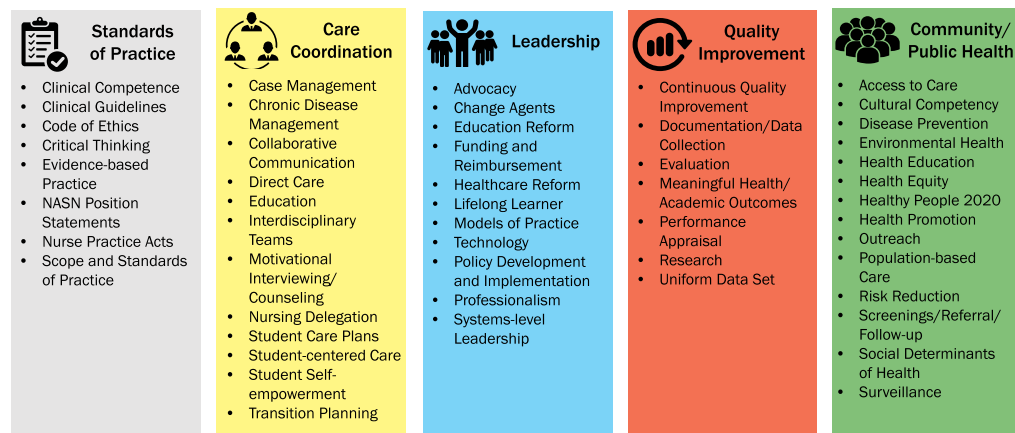 Standards
of Practice
• Clinical Competence
• Clinical Guidelines
• Code of Ethics
• Critical Thinking
• Evidence-based
Practice
• NASN Position
Statements
• Nurse Practice Acts
• Scope and Standards
of Practice
Care
Coordination
• Case Management
• Chronic Disease
Management
• Collaborative
Communication
• Direct Care
• Education
• Interdisciplinary
Teams
• Motivational
Interviewing/
Counseling
• Nursing Delegation
• Student Care Plans
• Student-centered Care
• Student Self-
empowerment
• Transition Planning
Leadership
• Advocacy
• Change Agents
• Education Reform
• Funding and
Reimbursement
• Healthcare Reform
• Lifelong Learner
• Models of Practice
• Technology
• Policy Development
and Implementation
• Professionalism
• Systems-level
Leadership
Quality
Improvement
• Continuous Quality
Improvement
• Documentation/Data
Collection
• Evaluation
• Meaningful Health/
Academic Outcomes
• Performance
Appraisal
• Research
• Uniform Data Set
Community/
Public Health
• Access to Care
• Cultural Competency
• Disease Prevention
• Environmental Health
• Health Education
• Health Equity
• Healthy People 2020
• Health Promotion
• Outreach
• Population-based
Care
• Risk Reduction
• Screenings/Referral/
Follow-up
• Social Determinants
of Health
• Surveillance